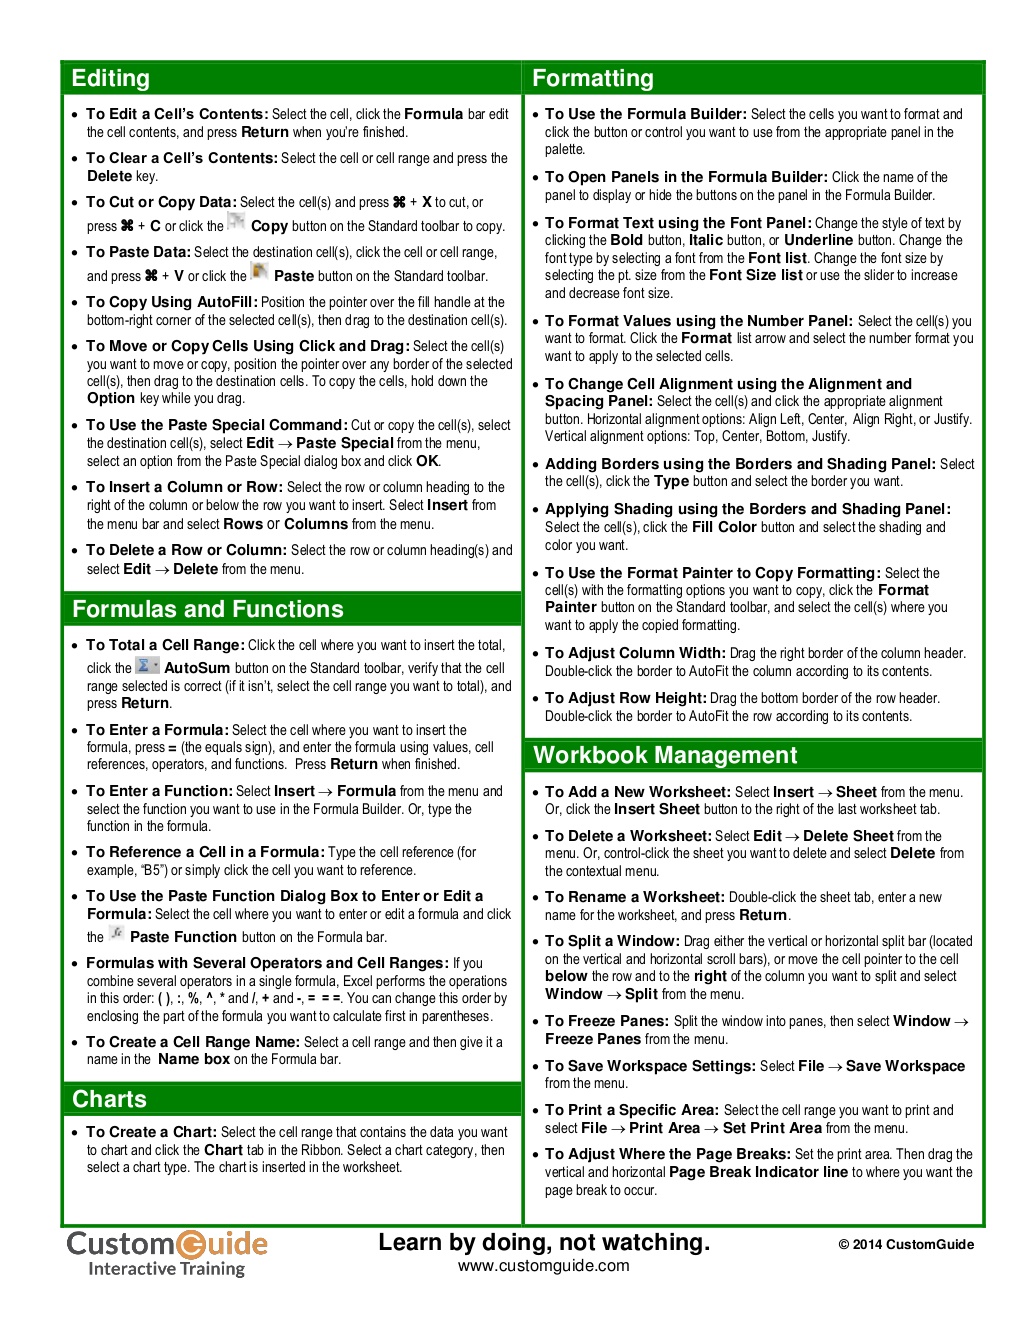 Editing
• To Edit a Cell’s Contents: Select the cell, click the Formula bar edit
the cell contents, and press Return when you’re finished.
• To Clear a Cell’s Contents: Select the cell or cell range and press the
Delete key.
• To Cut or Copy Data: Select the cell(s) and press ⌘ + X to cut, or
press ⌘ + C or click the Copy button on the Standard toolbar to copy.
• To Paste Data: Select the destination cell(s), click the cell or cell range,
and press ⌘ + V or click the Paste button on the Standard toolbar.
• To Copy Using AutoFill: Position the pointer over the fill handle at the
bottom-right corner of the selected cell(s), then drag to the destination cell(s).
• To Move or Copy Cells Using Click and Drag: Select the cell(s)
you want to move or copy, position the pointer over any border of the selected
cell(s), then drag to the destination cells. To copy the cells, hold down the
Option key while you drag.
• To Use the Paste Special Command: Cut or copy the cell(s), select
the destination cell(s), select Edit → Paste Special from the menu,
select an option from the Paste Special dialog box and click OK.
• To Insert a Column or Row: Select the row or column heading to the
right of the column or below the row you want to insert. Select Insert from
the menu bar and select Rows or Columns from the menu.
• To Delete a Row or Column: Select the row or column heading(s) and
select Edit → Delete from the menu.
Formulas and Functions
• To Total a Cell Range: Click the cell where you want to insert the total,
click the Σ AutoSum button on the Standard toolbar, verify that the cell
range selected is correct (if it isn’t, select the cell range you want to total), and
press Return.
• To Enter a Formula: Select the cell where you want to insert the
formula, press = (the equals sign), and enter the formula using values, cell
references, operators, and functions. Press Return when finished.
• To Enter a Function: Select Insert → Formula from the menu and
select the function you want to use in the Formula Builder. Or, type the
function in the formula.
• To Reference a Cell in a Formula: Type the cell reference (for
example, “B5”) or simply click the cell you want to reference.
• To Use the Paste Function Dialog Box to Enter or Edit a
Formula: Select the cell where you want to enter or edit a formula and click
the fx Paste Function button on the Formula bar.
• Formulas with Several Operators and Cell Ranges: If you
combine several operators in a single formula, Excel performs the operations
in this order: ( ), :, %, ^, * and /, + and -, = = =. You can change this order by
enclosing the part of the formula you want to calculate first in parentheses.
• To Create a Cell Range Name: Select a cell range and then give it a
name in the Name box on the Formula bar.
Charts
• To Create a Chart: Select the cell range that contains the data you want
to chart and click the Chart tab in the Ribbon. Select a chart category, then
select a chart type. The chart is inserted in the worksheet.
Formatting
• To Use the Formula Builder: Select the cells you want to format and
click the button or control you want to use from the appropriate panel in the
palette.
• To Open Panels in the Formula Builder: Click the name of the
panel to display or hide the buttons on the panel in the Formula Builder.
• To Format Text using the Font Panel: Change the style of text by
clicking the Bold button, Italic button, or Underline button. Change the
font type by selecting a font from the Font list. Change the font size by
selecting the pt. size from the Font Size list or use the slider to increase
and decrease font size.
• To Format Values using the Number Panel: Select the cell(s) you
want to format. Click the Format list arrow and select the number format you
want to apply to the selected cells.
• To Change Cell Alignment using the Alignment and
Spacing Panel: Select the cell(s) and click the appropriate alignment
button. Horizontal alignment options: Align Left, Center, Align Right, or Justify.
Vertical alignment options: Top, Center, Bottom, Justify.
• Adding Borders using the Borders and Shading Panel: Select
the cell(s), click the Type button and select the border you want.
• Applying Shading using the Borders and Shading Panel:
Select the cell(s), click the Fill Color button and select the shading and
color you want.
• To Use the Format Painter to Copy Formatting: Select the
cell(s) with the formatting options you want to copy, click the Format
Painter button on the Standard toolbar, and select the cell(s) where you
want to apply the copied formatting.
• To Adjust Column Width: Drag the right border of the column header.
Double-click the border to AutoFit the column according to its contents.
• To Adjust Row Height: Drag the bottom border of the row header.
Double-click the border to AutoFit the row according to its contents.
Workbook Management
• To Add a New Worksheet: Select Insert → Sheet from the menu.
Or, click the Insert Sheet button to the right of the last worksheet tab.
• To Delete a Worksheet: Select Edit → Delete Sheet from the
menu. Or, control-click the sheet you want to delete and select Delete from
the contextual menu.
• To Rename a Worksheet: Double-click the sheet tab, enter a new
name for the worksheet, and press Return.
• To Split a Window: Drag either the vertical or horizontal split bar (located
on the vertical and horizontal scroll bars), or move the cell pointer to the cell
below the row and to the right of the column you want to split and select
Window → Split from the menu.
• To Freeze Panes: Split the window into panes, then select Window →
Freeze Panes from the menu.
• To Save Workspace Settings: Select File → Save Workspace
from the menu.
• To Print a Specific Area: Select the cell range you want to print and
select File → Print Area → Set Print Area from the menu.
• To Adjust Where the Page Breaks: Set the print area. Then drag the
vertical and horizontal Page Break Indicator line to where you want the
page break to occur.
CustomGuide
Interactive Training
Learn by doing, not watching.
www.customguide.com
© 2014 CustomGuide